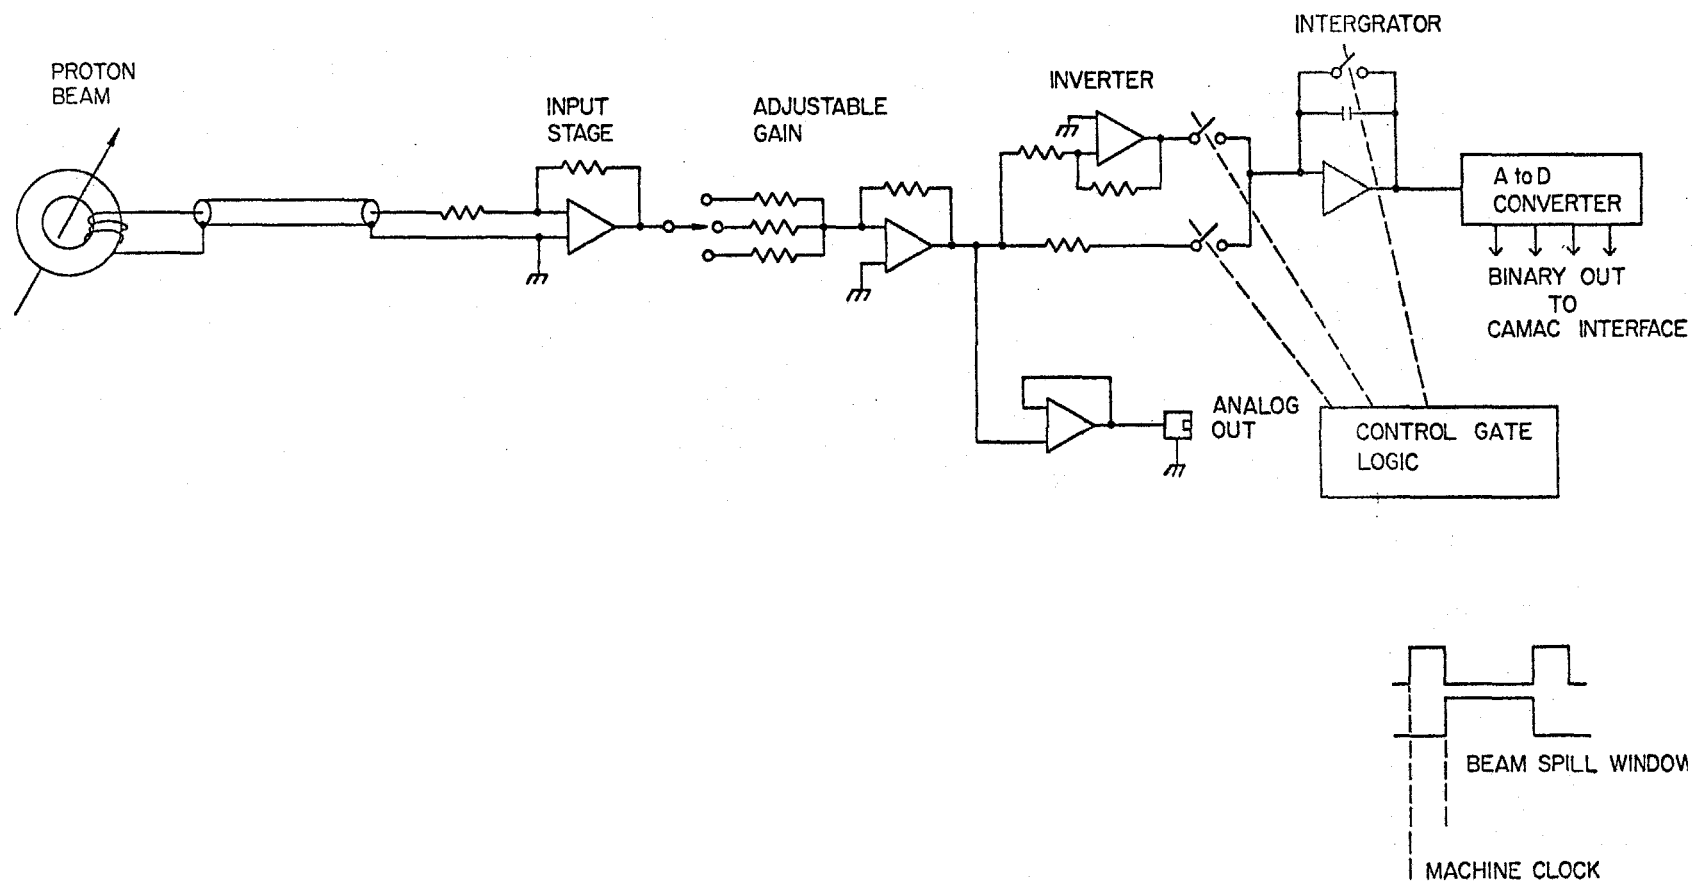 INTERGRATOR
PROTON
BEAM
INPUT
STAGE
ADJUSTABLE
GAIN
INVERTER
A to D
CONVERTER
BINARY OUT
TO
CAMAC INTERFACE
ANALOG
OUT
CONTROL GATE
LOGIC
BEAM SPILL WINDOW
MACHINE CLOCK